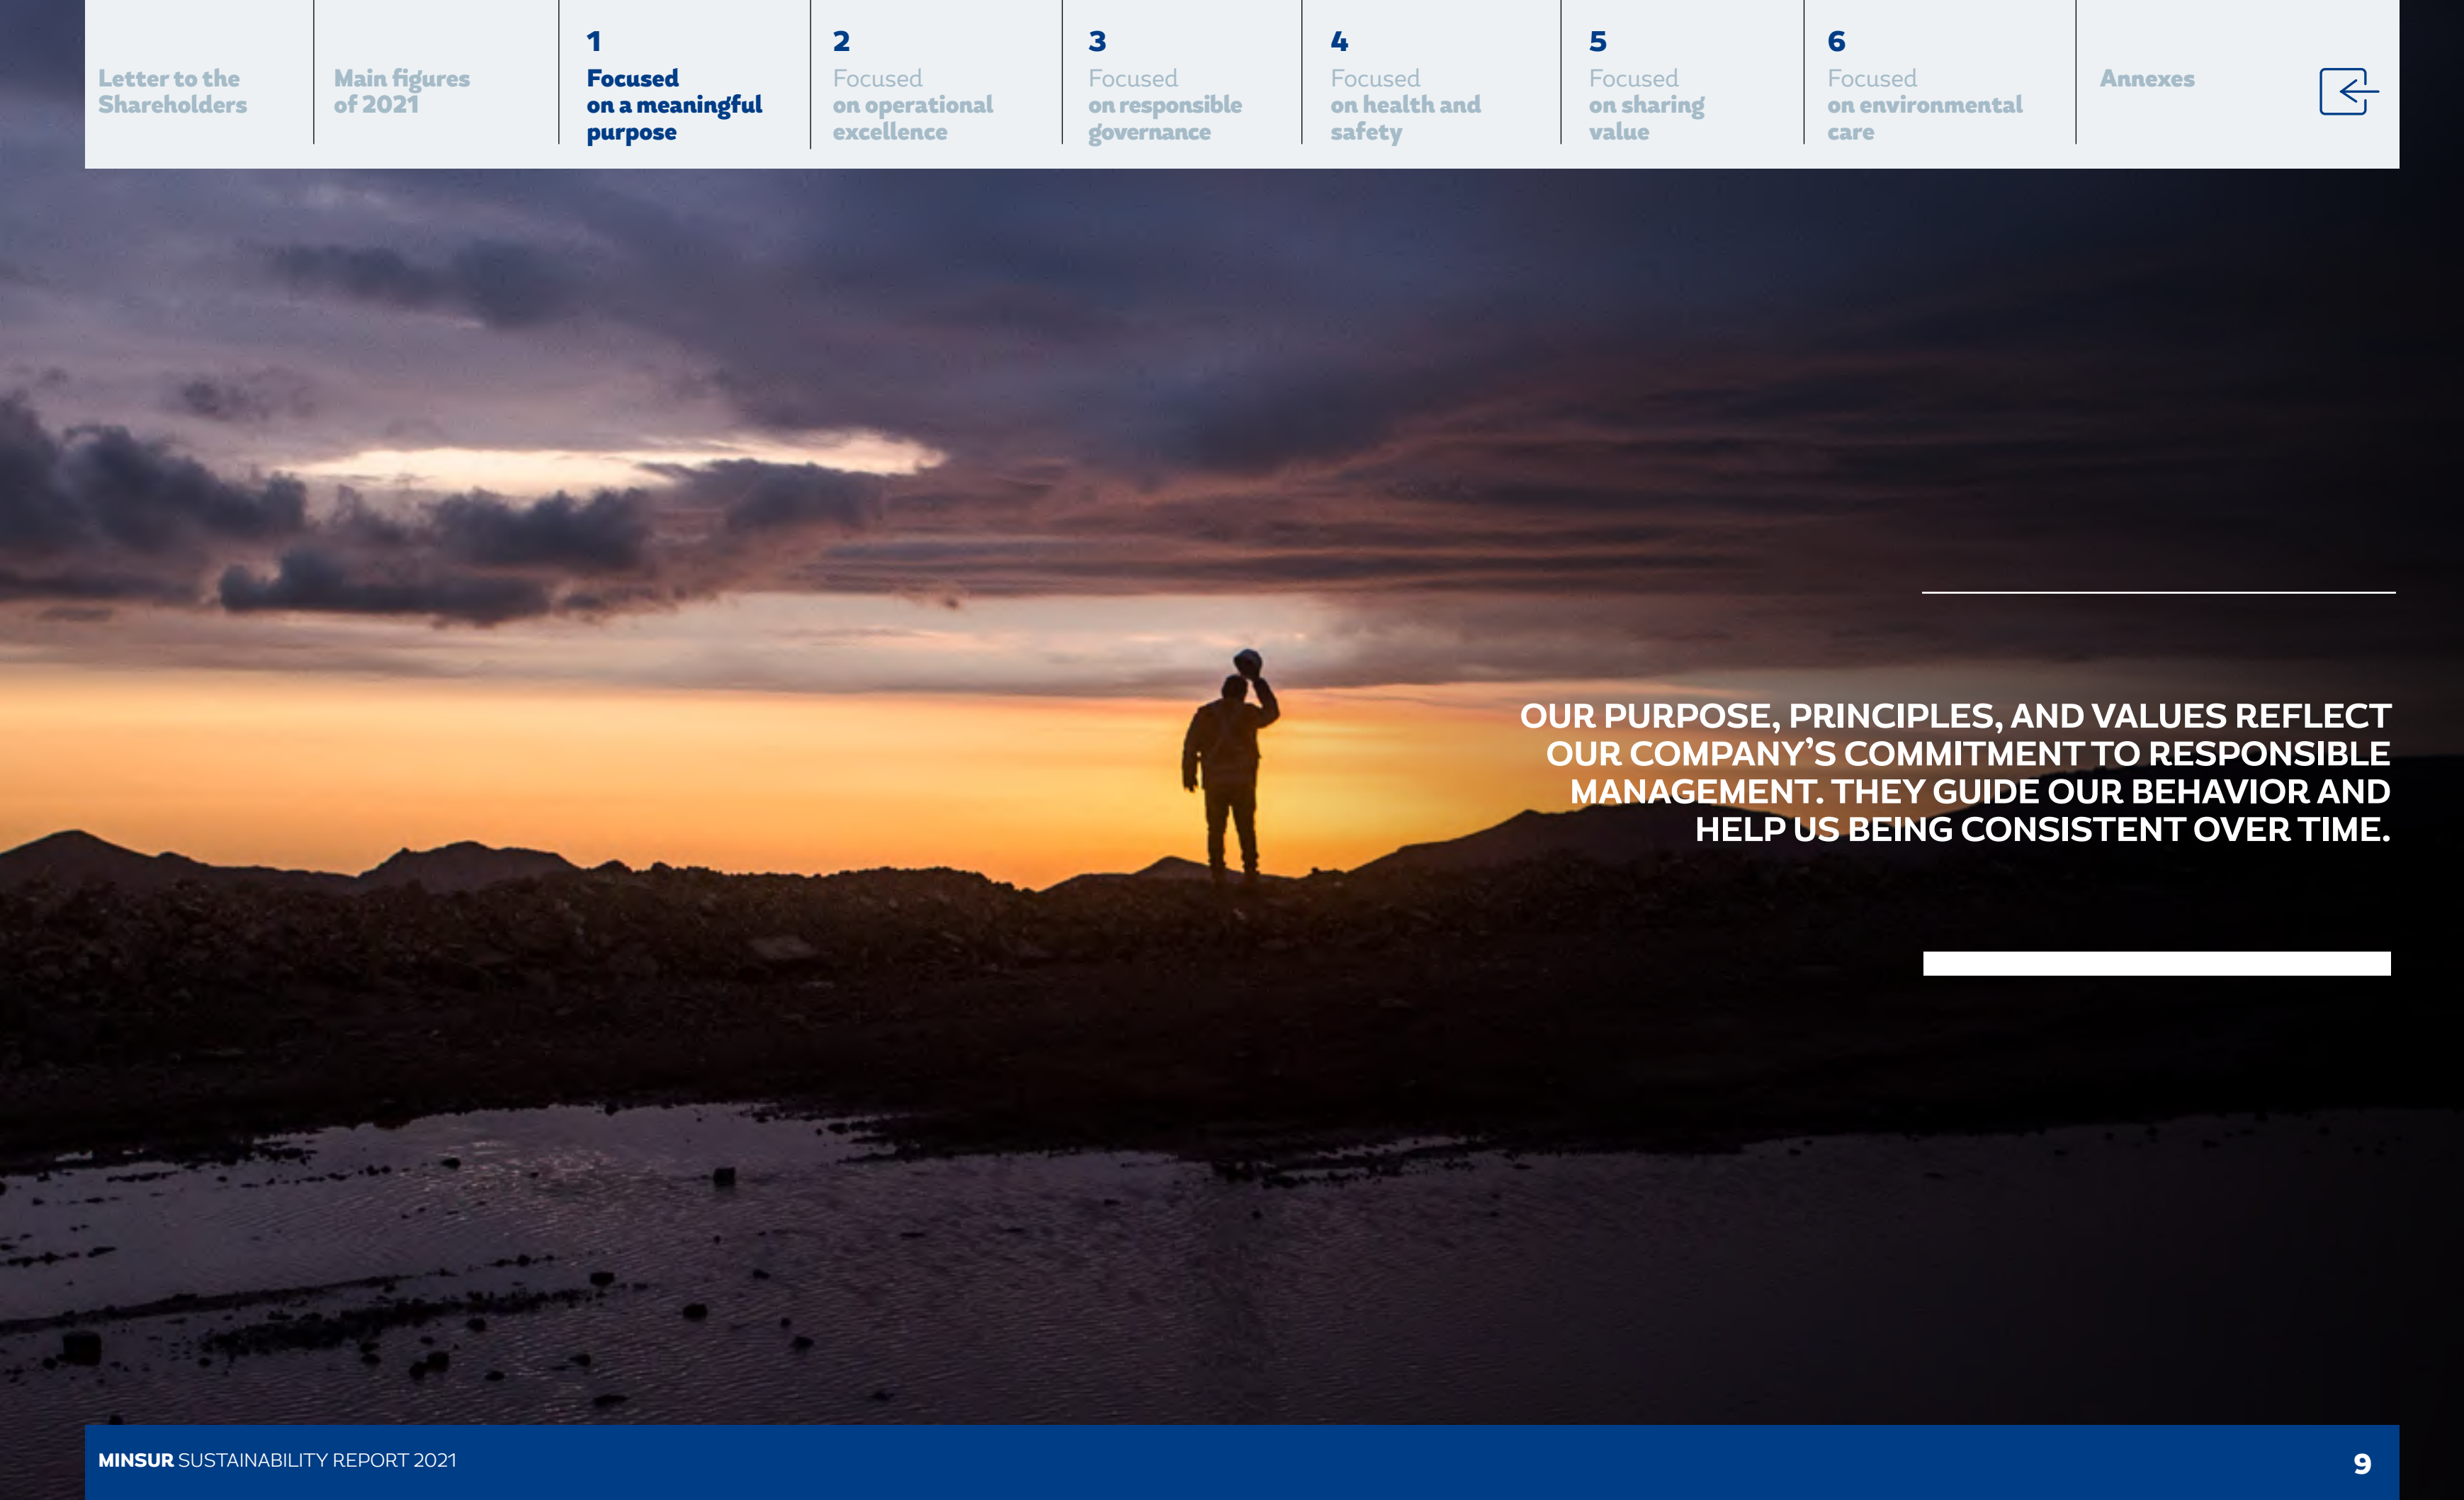 Letter to the
Shareholders
Main figures
of 2021
1
Focused
on a meaningful
purpose
2
Focused
on operational
excellence
3
Focused
on responsible
governance
4
Focused
on health and
safety
5
Focused
on sharing
value
6
Focused
on environmental
care
Annexes
OUR PURPOSE, PRINCIPLES, AND VALUES REFLECT
OUR COMPANY’S COMMITMENT TO RESPONSIBLE
MANAGEMENT. THEY GUIDE OUR BEHAVIOR AND
HELP US BEING CONSISTENT OVER TIME.
MINSUR SUSTAINABILITY REPORT 2021
9